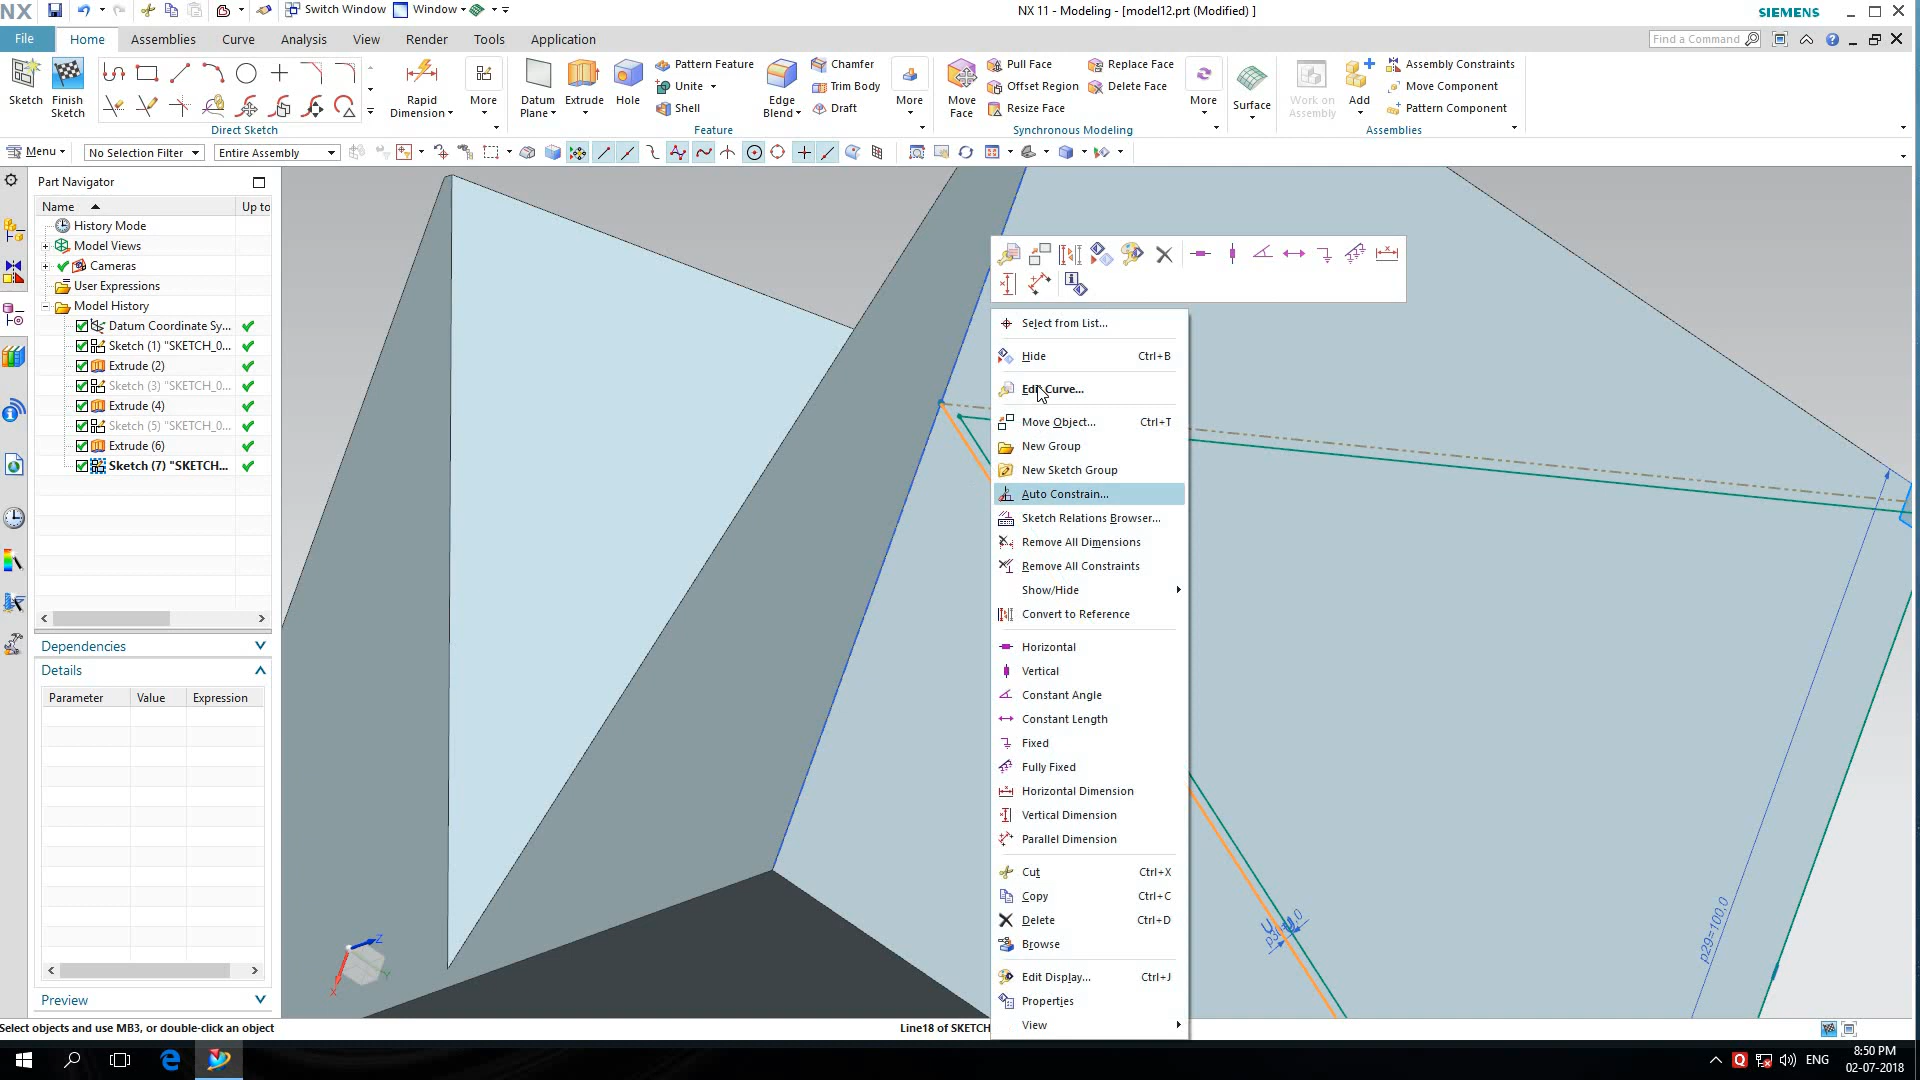 NX
Switch Window
Window
NX 11 - Modeling - [model12.prt (Modified) ]
SIEMENS
File
Home
Assemblies
Curve
Analysis
View
Render
Tools
Application
Find a Command
Sketch
Finish Sketch
Rapid Dimension
More
Direct Sketch
Datum Plane
Extrude
Hole
Pattern Feature
Unite
Shell
Edge Blend
Chamfer
Trim Body
Draft
More
Feature
Move Face
Pull Face
Offset Region
Resize Face
Replace Face
Delete Face
More
Synchronous Modeling
Surface
Work on Assembly
Add
Assembly Constraints
Move Component
Pattern Component
Assemblies
Menu
No Selection Filter
Entire Assembly
Part Navigator
Name
Up to
History Mode
Model Views
Cameras
User Expressions
Model History
Datum Coordinate Sy...
Sketch (1) "SKETCH_0...
Extrude (2)
Sketch (3) "SKETCH_0...
Extrude (4)
Sketch (5) "SKETCH_0...
Extrude (6)
Sketch (7) "SKETCH...
Dependencies
Details
Parameter
Value
Expression
Preview
Select from List...
Hide Ctrl+B
Edit Curve...
Move Object... Ctrl+T
New Group
New Sketch Group
Auto Constrain...
Sketch Relations Browser...
Remove All Dimensions
Remove All Constraints
Show/Hide
Convert to Reference
Horizontal
Vertical
Constant Angle
Constant Length
Fixed
Fully Fixed
Horizontal Dimension
Vertical Dimension
Parallel Dimension
Cut Ctrl+X
Copy Ctrl+C
Delete Ctrl+D
Browse
Edit Display... Ctrl+J
Properties
View
p29=100.0
Z
Y
X
Select objects and use MB3, or double-click an object
Line18 of SKETCH
ENG
8:50 PM
02-07-2018